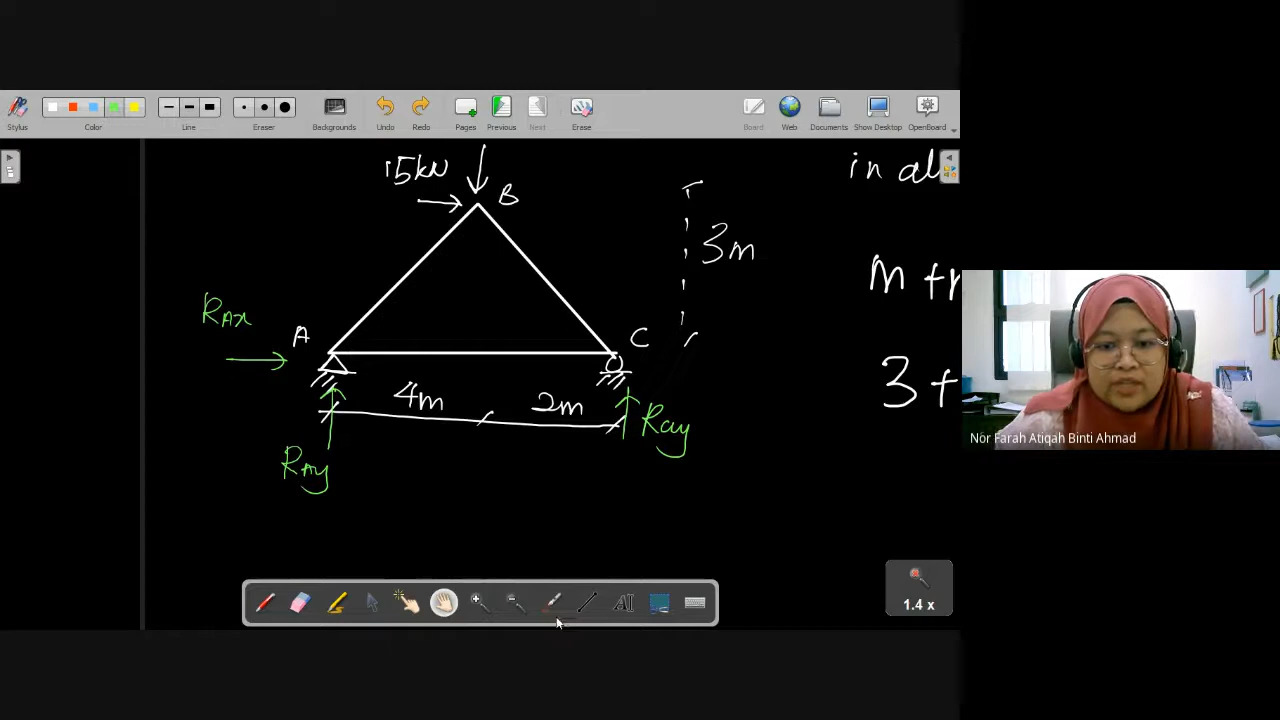 Stylus
Color
Line
Eraser
Backgrounds
Undo
Redo
Pages
Previous
Next
Erase
Board
Web
Documents
Show Desktop
OpenBoard
15kN
B
in al
3m
m +r
RAx
A
C
3+
4m
2m
RCy
RAy
Nor Farah Atiqah Binti Ahmad
AI
1.4 x